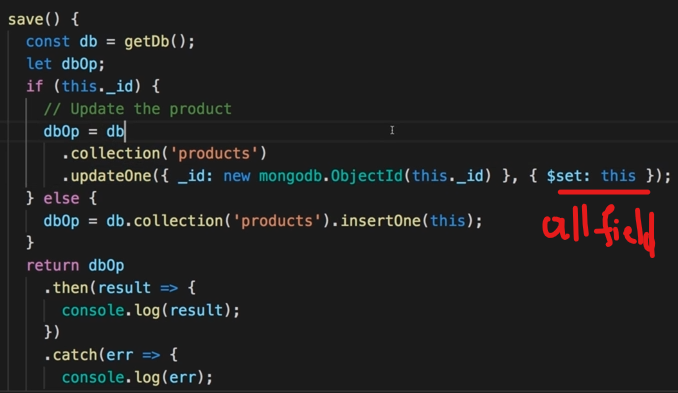 save() {
const db = getDb();
let dbOp;
if (this._id) {
// Update the product
dbOp = db
.collection('products')
.updateOne({ _id: new mongodb.ObjectId(this._id) }, { $set: this });
} else {
dbOp = db.collection('products').insertOne(this);
}
all field
return dbOp
.then(result => {
console.log(result);
})
.catch(err => {
console.log(err);